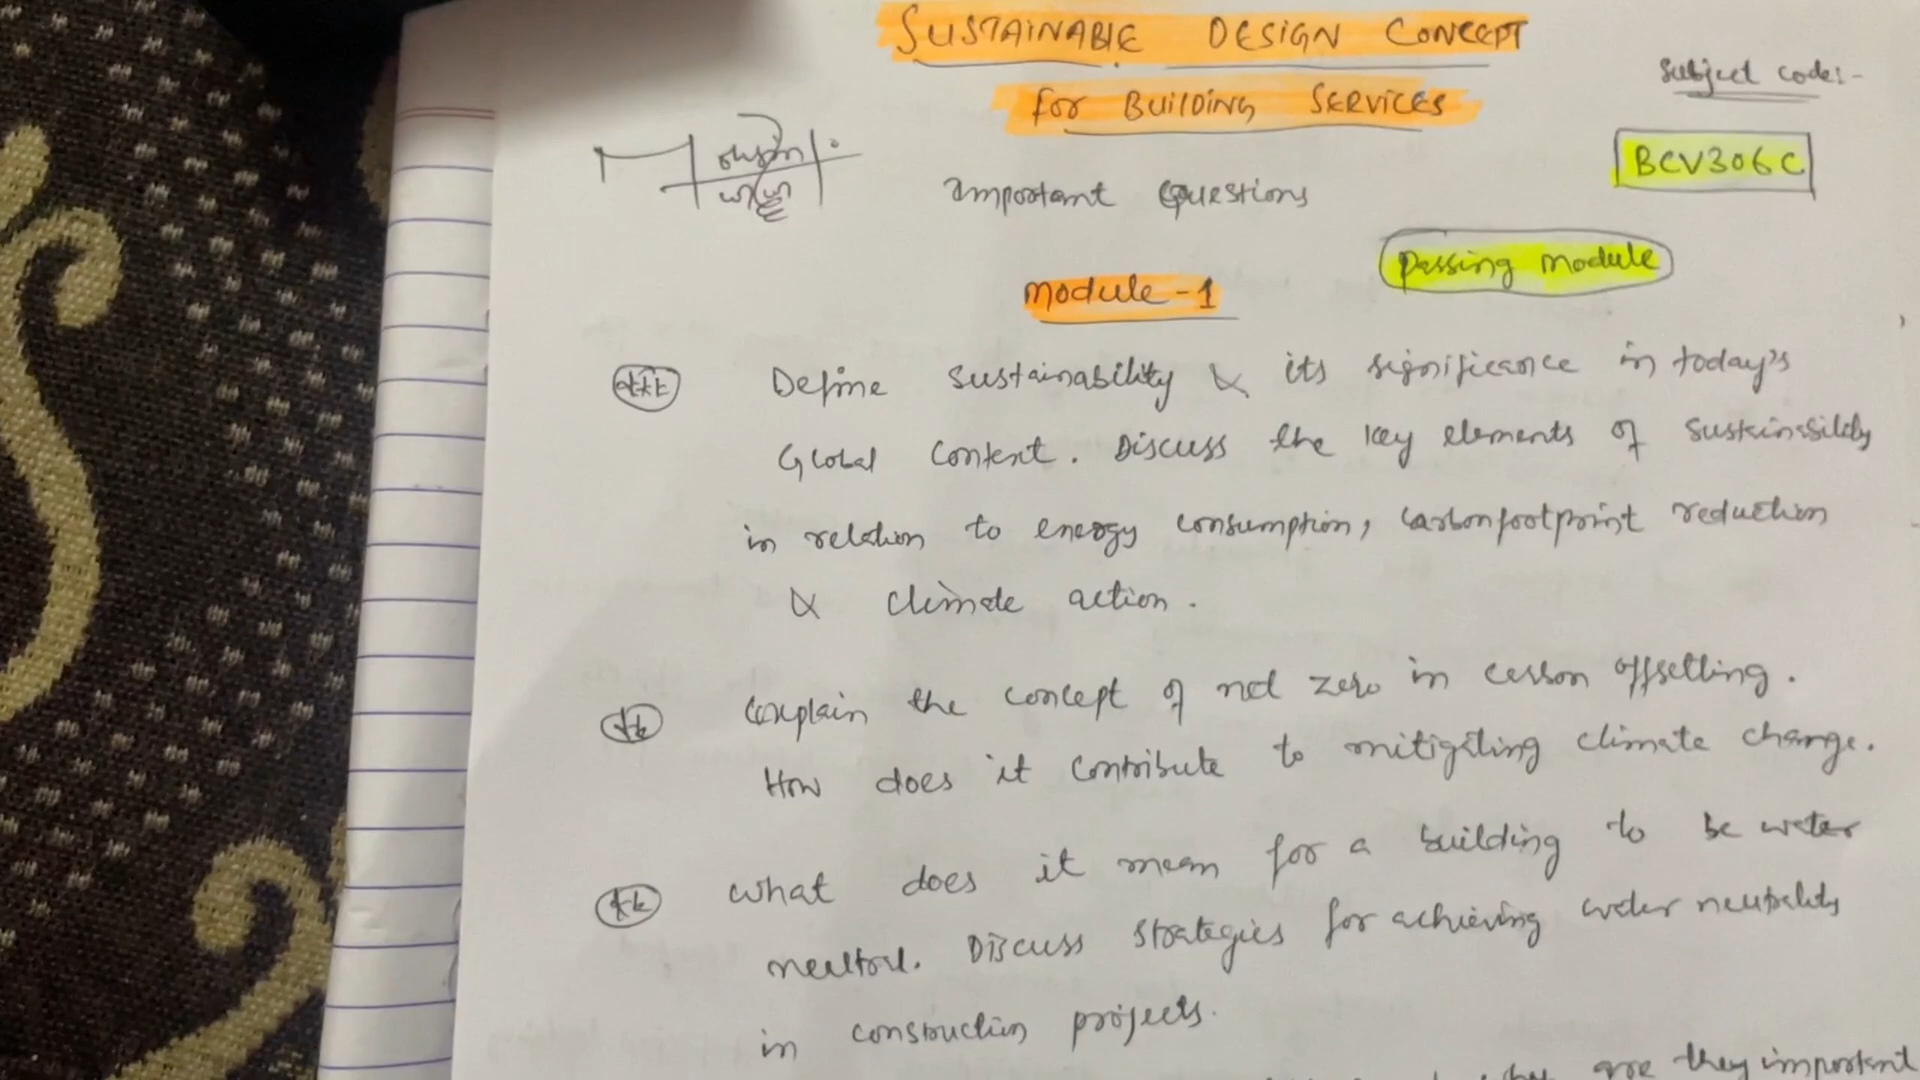 SUSTAINABLE DESIGN CONCEPT
for BUILDING SERVICES
Subject code:-
BCV306C
Important Questions
Passing module
Module-1
*** Define sustainability & its significance in today's
Global Context. Discuss the key elements of sustainability
in relation to energy consumption, carbonfootprint reduction
& climate action.
** Explain the concept of net zero in carbon offsetting.
How does it contribute to mitigating climate change.
** What does it mean for a building to be water
neutral. Discuss strategies for achieving water neutrality
in construction projects.
are they important